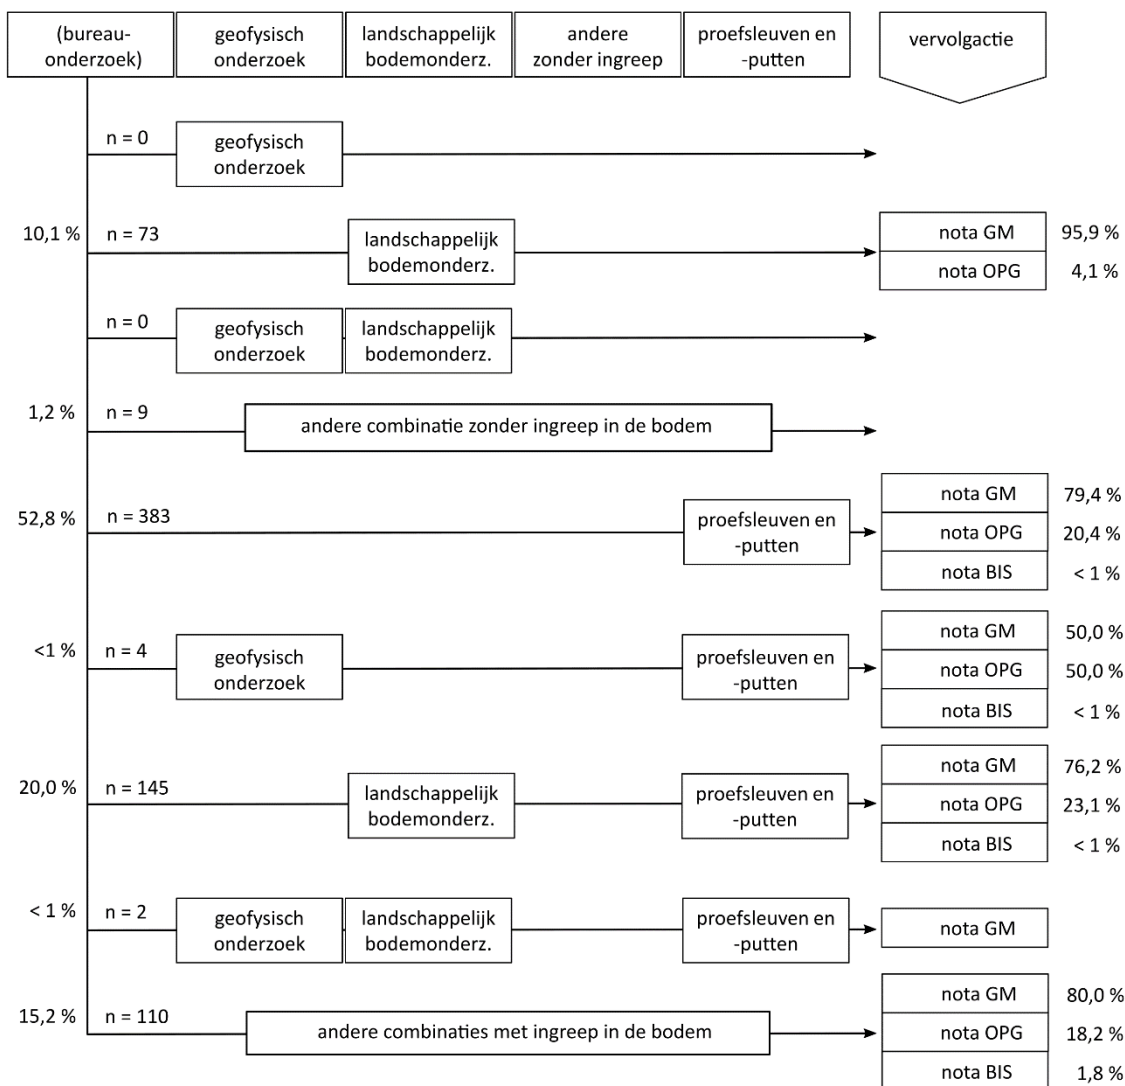 (bureau-
onderzoek)
geofysisch
onderzoek
landschappelijk
bodemonderz.
andere
zonder ingreep
proefsleuven en
-putten
vervolgactie
n = 0
geofysisch
onderzoek
10,1 %
n = 73
landschappelijk
bodemonderz.
nota GM
95,9 %
nota OPG
4,1 %
n = 0
geofysisch
onderzoek
landschappelijk
bodemonderz.
1,2 %
n = 9
andere combinatie zonder ingreep in de bodem
52,8 %
n = 383
proefsleuven en
-putten
nota GM
79,4 %
nota OPG
20,4 %
nota BIS
< 1 %
<1 %
n = 4
geofysisch
onderzoek
proefsleuven en
-putten
nota GM
50,0 %
nota OPG
50,0 %
nota BIS
< 1 %
20,0 %
n = 145
landschappelijk
bodemonderz.
proefsleuven en
-putten
nota GM
76,2 %
nota OPG
23,1 %
nota BIS
< 1 %
< 1 %
n = 2
geofysisch
onderzoek
landschappelijk
bodemonderz.
proefsleuven en
-putten
nota GM
15,2 %
n = 110
andere combinaties met ingreep in de bodem
nota GM
80,0 %
nota OPG
18,2 %
nota BIS
1,8 %